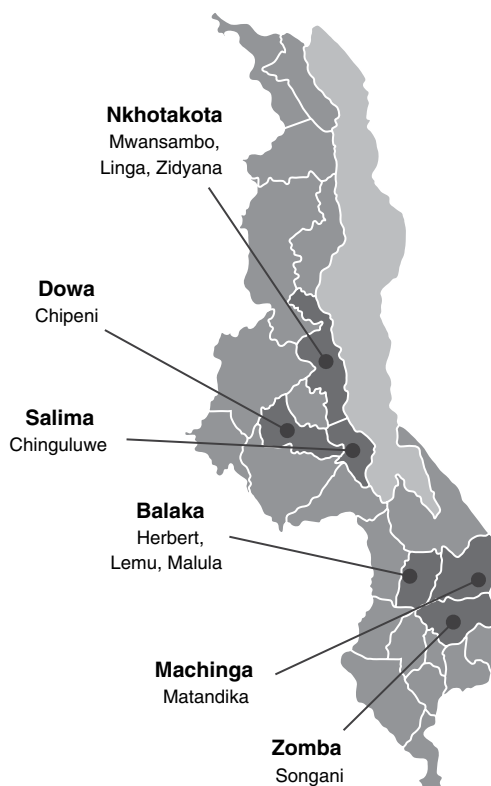 Nkhotakota
Mwansambo,
Linga, Zidyana
Dowa
Chipeni
Salima
Chinguluwe
Balaka
Herbert,
Lemu, Malula
Machinga
Matandika
Zomba
Songani